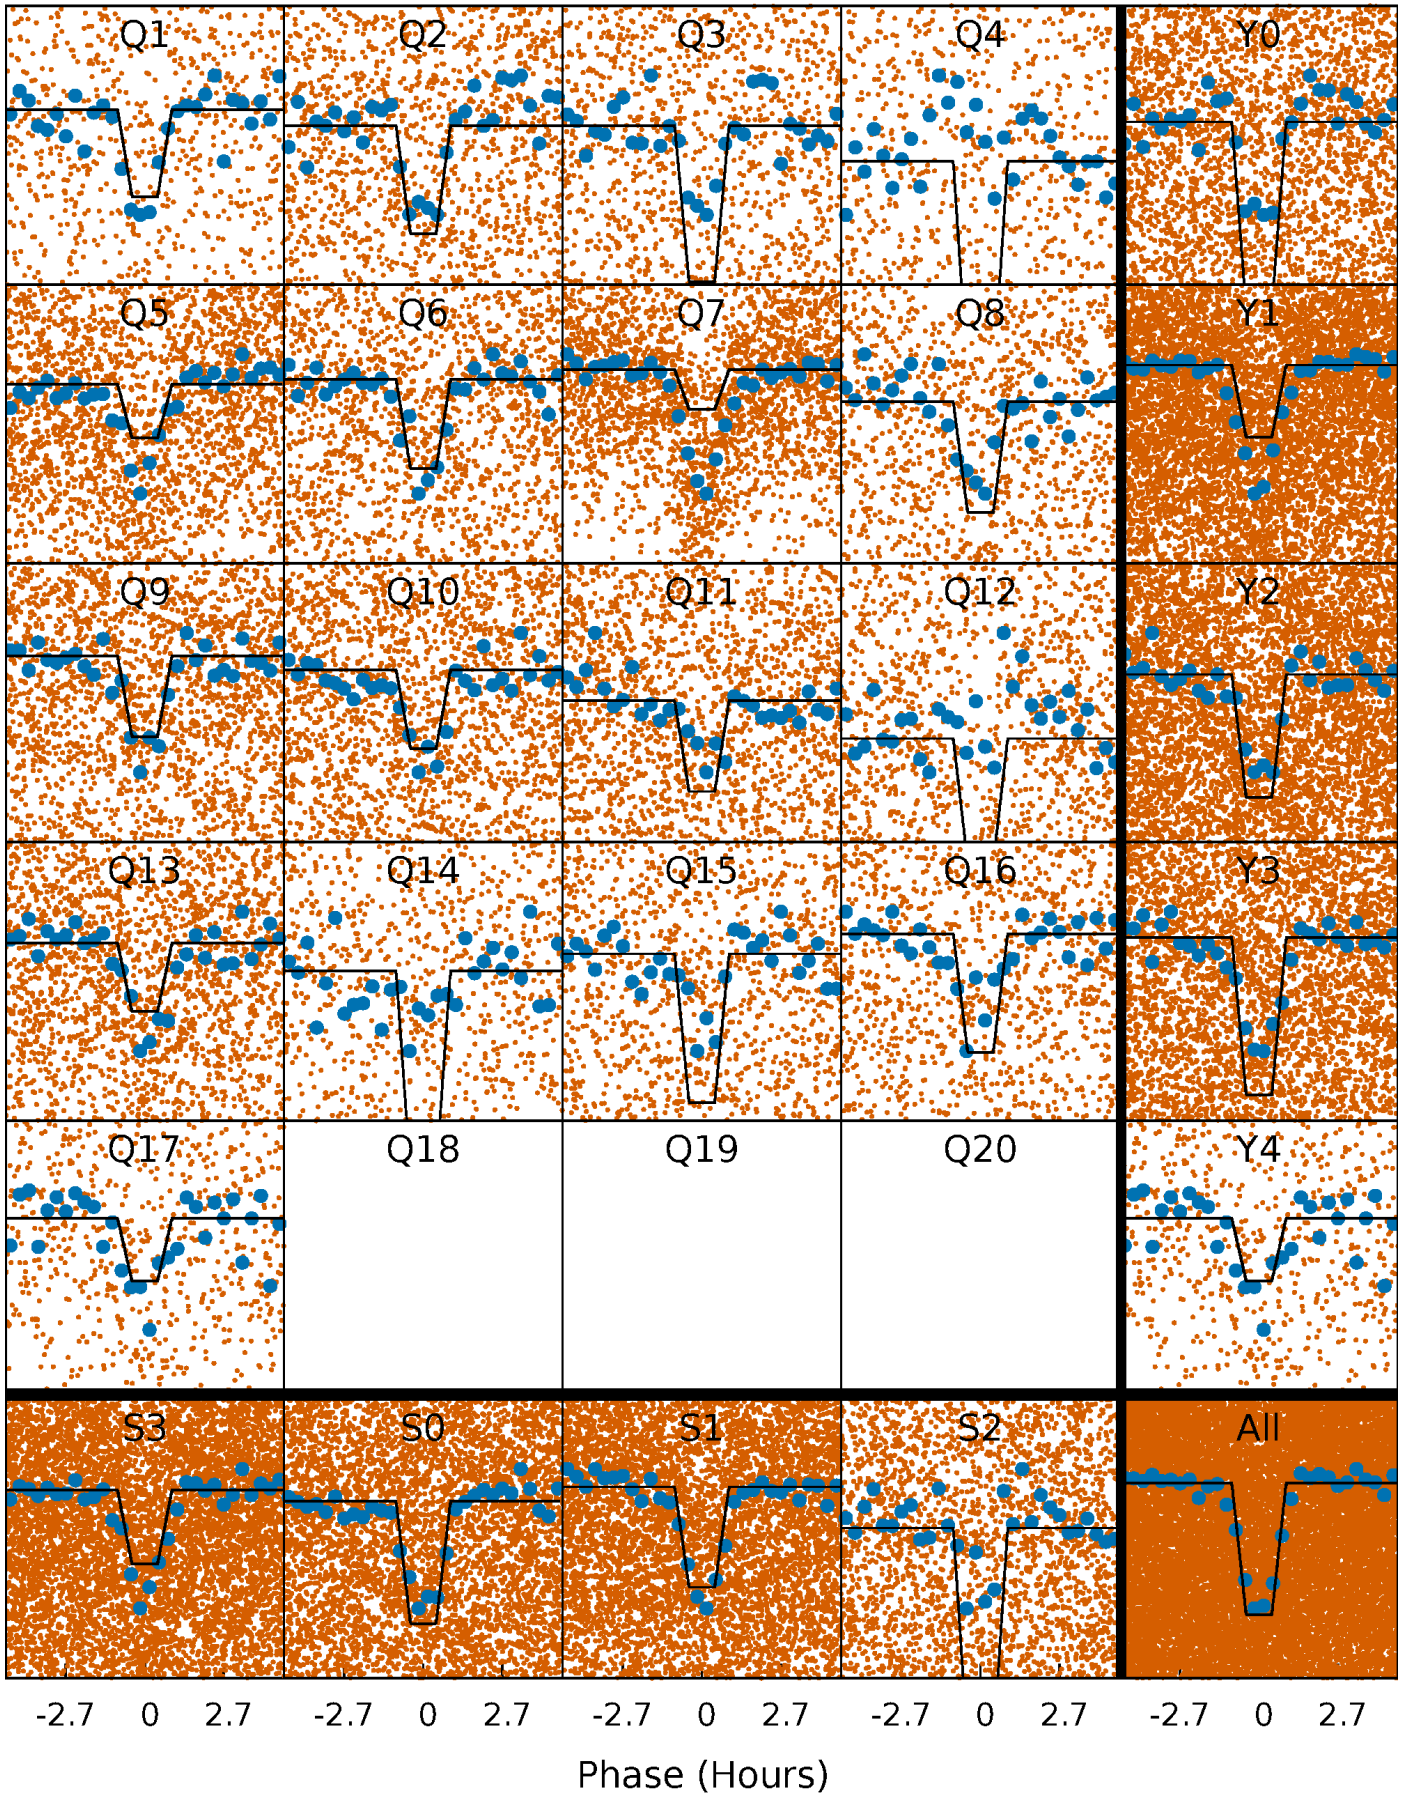 Q1 Q2 Q3 Q4 Y0
Q5 Q6 Q7 Q8 Y1
Q9 Q10 Q11 Q12 Y2
Q13 Q14 Q15 Q16 Y3
Q17 Q18 Q19 Q20 Y4
S3 S0 S1 S2 All
-2.7 0 2.7 -2.7 0 2.7 -2.7 0 2.7 -2.7 0 2.7 -2.7 0 2.7
Phase (Hours)